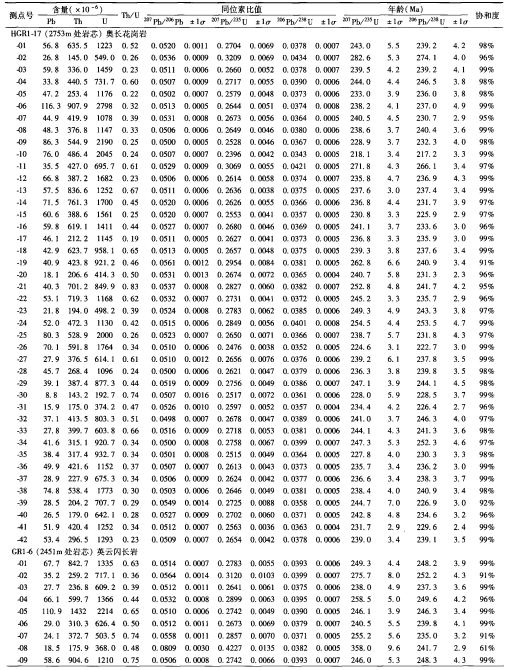 测点号 含量(×10⁻⁶) Th/U 同位素比值 年龄(Ma) 协和度
Pb Th U ²⁰⁷Pb/²⁰⁶Pb ±1σ ²⁰⁷Pb/²³⁵U ±1σ ²⁰⁶Pb/²³⁸U ±1σ ²⁰⁷Pb/²³⁵U ±1σ ²⁰⁶Pb/²³⁸U ±1σ
HGR1-17(2753m处岩芯)奥长花岗岩
-01 56.8 635.5 1223 0.52 0.0520 0.0011 0.2704 0.0069 0.0378 0.0007 243.0 5.5 239.2 4.2 98%
-02 26.8 145.0 549.0 0.26 0.0536 0.0009 0.3209 0.0069 0.0434 0.0007 282.6 5.3 274.1 4.0 96%
-03 59.8 336.0 1459 0.23 0.0511 0.0006 0.2660 0.0052 0.0378 0.0007 239.5 4.2 239.2 4.1 99%
-04 33.8 440.5 731.7 0.60 0.0507 0.0008 0.2717 0.0055 0.0390 0.0007 244.0 4.4 246.5 3.8 98%
-05 47.2 253.4 1176 0.22 0.0502 0.0007 0.2579 0.0048 0.0373 0.0006 233.0 3.9 236.0 3.8 98%
-06 116.3 907.9 2798 0.32 0.0513 0.0005 0.2644 0.0051 0.0374 0.0008 238.2 4.1 237.0 4.9 99%
-07 44.9 419.9 1078 0.39 0.0531 0.0008 0.2673 0.0056 0.0364 0.0005 240.5 4.5 230.7 2.9 95%
-08 48.3 376.8 1147 0.33 0.0506 0.0006 0.2649 0.0046 0.0380 0.0006 238.6 3.7 240.4 3.6 99%
-09 86.3 544.9 2190 0.25 0.0500 0.0005 0.2528 0.0046 0.0367 0.0006 228.9 3.7 232.3 4.0 98%
-10 76.0 486.4 2045 0.24 0.0507 0.0007 0.2396 0.0042 0.0343 0.0005 218.1 3.4 217.2 3.3 99%
-11 35.5 427.0 695.7 0.61 0.0529 0.0009 0.3069 0.0055 0.0421 0.0005 271.8 4.3 266.1 3.4 97%
-12 66.8 387.2 1682 0.23 0.0506 0.0006 0.2614 0.0058 0.0374 0.0007 235.8 4.7 236.9 4.3 99%
-13 57.5 836.6 1252 0.67 0.0511 0.0006 0.2636 0.0038 0.0375 0.0005 237.6 3.0 237.4 3.4 99%
-14 71.5 761.3 1700 0.45 0.0520 0.0006 0.2626 0.0055 0.0366 0.0006 236.8 4.4 231.7 3.9 97%
-15 60.6 388.6 1561 0.25 0.0520 0.0007 0.2553 0.0041 0.0357 0.0005 230.8 3.3 225.9 2.9 97%
-16 59.8 619.1 1411 0.44 0.0527 0.0007 0.2680 0.0046 0.0369 0.0005 241.1 3.7 233.6 3.0 96%
-17 46.1 212.2 1145 0.19 0.0511 0.0005 0.2627 0.0041 0.0373 0.0005 236.8 3.3 235.9 3.0 99%
-18 42.9 623.7 958.1 0.65 0.0513 0.0005 0.2657 0.0048 0.0375 0.0006 239.3 3.8 237.6 3.4 99%
-19 40.9 423.8 921.2 0.46 0.0561 0.0012 0.2954 0.0084 0.0381 0.0005 262.8 6.6 240.9 3.4 91%
-20 18.1 206.6 414.3 0.50 0.0531 0.0013 0.2674 0.0072 0.0365 0.0004 240.7 5.8 231.3 2.3 96%
-21 40.3 701.2 849.9 0.83 0.0537 0.0008 0.2827 0.0060 0.0382 0.0007 252.8 4.8 241.7 4.2 95%
-22 53.1 719.3 1168 0.62 0.0532 0.0007 0.2731 0.0041 0.0372 0.0005 245.2 3.3 235.7 2.9 96%
-23 21.8 194.0 498.2 0.39 0.0524 0.0008 0.2783 0.0062 0.0385 0.0006 249.3 4.9 243.3 3.8 97%
-24 52.0 472.3 1130 0.42 0.0515 0.0006 0.2849 0.0056 0.0401 0.0008 254.5 4.4 253.5 4.7 99%
-25 80.3 528.9 2000 0.26 0.0523 0.0007 0.2650 0.0071 0.0366 0.0007 238.7 5.7 231.8 4.3 97%
-26 70.1 591.8 1764 0.34 0.0510 0.0006 0.2476 0.0038 0.0352 0.0005 224.6 3.1 222.7 3.0 99%
-27 27.9 376.5 614.1 0.61 0.0510 0.0012 0.2656 0.0076 0.0376 0.0006 239.2 6.1 237.8 3.5 99%
-28 45.7 268.4 1096 0.24 0.0500 0.0006 0.2621 0.0047 0.0379 0.0006 236.3 3.8 239.8 3.5 98%
-29 39.1 387.4 877.3 0.44 0.0519 0.0006 0.2756 0.0049 0.0386 0.0007 247.1 3.9 244.1 4.5 98%
-30 8.8 143.2 192.7 0.74 0.0507 0.0016 0.2517 0.0072 0.0361 0.0006 228.0 5.9 228.5 3.7 99%
-31 15.9 175.0 374.2 0.47 0.0526 0.0010 0.2597 0.0052 0.0357 0.0004 234.4 4.2 226.4 2.7 96%
-32 37.1 413.5 803.3 0.51 0.0498 0.0007 0.2678 0.0047 0.0389 0.0006 241.0 3.7 246.3 4.0 97%
-33 27.8 399.7 603.8 0.66 0.0516 0.0009 0.2718 0.0053 0.0381 0.0006 244.1 4.3 241.3 3.6 98%
-34 41.6 315.1 920.7 0.34 0.0500 0.0008 0.2758 0.0067 0.0399 0.0007 247.3 5.3 252.3 4.6 97%
-35 38.4 317.4 932.7 0.34 0.0501 0.0008 0.2515 0.0049 0.0364 0.0005 227.8 4.0 230.3 3.3 98%
-36 49.9 421.6 1152 0.37 0.0507 0.0007 0.2613 0.0043 0.0373 0.0005 235.7 3.4 236.2 3.0 99%
-37 28.9 227.9 675.3 0.34 0.0506 0.0009 0.2624 0.0042 0.0377 0.0006 236.6 3.4 238.3 3.7 99%
-38 74.8 538.4 1773 0.30 0.0503 0.0006 0.2646 0.0049 0.0381 0.0006 238.4 4.0 240.9 3.4 98%
-39 28.5 204.2 707.7 0.29 0.0549 0.0014 0.2725 0.0088 0.0358 0.0005 244.7 7.0 226.9 3.0 92%
-40 26.5 179.0 642.1 0.28 0.0527 0.0009 0.2702 0.0060 0.0371 0.0005 242.8 4.8 234.6 3.2 96%
-41 51.9 420.4 1252 0.34 0.0512 0.0007 0.2563 0.0036 0.0363 0.0004 231.7 2.9 229.6 2.4 99%
-42 53.4 296.5 1293 0.23 0.0509 0.0007 0.2654 0.0042 0.0378 0.0006 239.0 3.4 239.1 3.5 99%
GR1-6(2451m处岩芯)英云闪长岩
-01 67.7 842.7 1335 0.63 0.0514 0.0007 0.2783 0.0055 0.0393 0.0006 249.3 4.4 248.2 3.9 99%
-02 35.2 259.2 717.1 0.36 0.0564 0.0014 0.3120 0.0103 0.0399 0.0007 275.7 8.0 252.2 4.3 91%
-03 27.7 236.8 609.2 0.39 0.0512 0.0011 0.2641 0.0061 0.0375 0.0006 238.0 4.9 237.3 3.6 99%
-04 66.1 599.7 1366 0.44 0.0532 0.0008 0.2899 0.0063 0.0395 0.0007 258.5 5.0 249.6 4.2 96%
-05 110.9 1432 2214 0.65 0.0510 0.0006 0.2742 0.0049 0.0390 0.0005 246.1 3.9 246.3 3.4 99%
-06 29.0 310.3 626.4 0.50 0.0512 0.0011 0.2673 0.0069 0.0379 0.0006 240.5 5.5 239.8 4.1 99%
-07 24.1 372.7 503.5 0.74 0.0558 0.0011 0.2857 0.0070 0.0371 0.0005 255.2 5.6 235.0 3.2 91%
-08 18.5 175.9 368.0 0.48 0.0809 0.0030 0.4227 0.0135 0.0382 0.0005 358.0 9.6 241.7 2.9 61%
-09 58.6 904.6 1210 0.75 0.0506 0.0008 0.2742 0.0066 0.0393 0.0007 246.0 5.3 248.5 4.3 99%